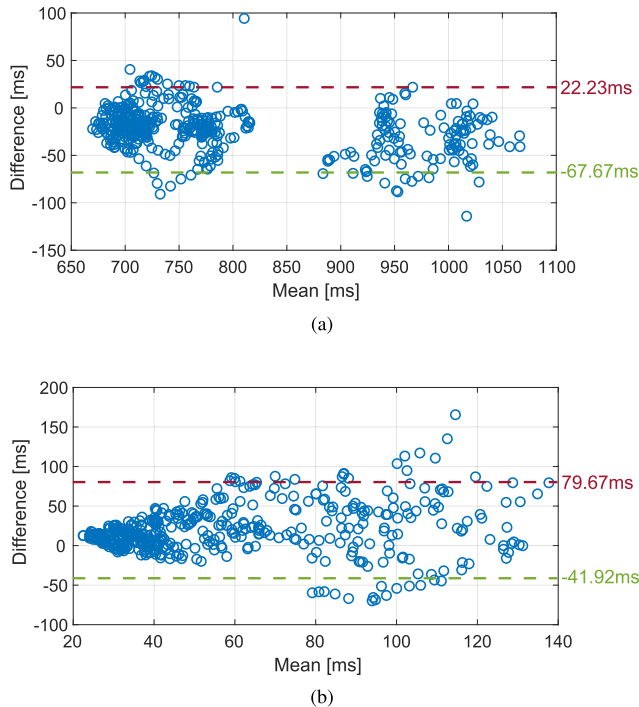 100
50
0
-50
-100
-150
Difference [ms]
22.23ms
-67.67ms
650 700 750 800 850 900 950 1000 1050 1100
Mean [ms]
(a)
200
150
100
50
0
-50
-100
Difference [ms]
79.67ms
-41.92ms
20 40 60 80 100 120 140
Mean [ms]
(b)